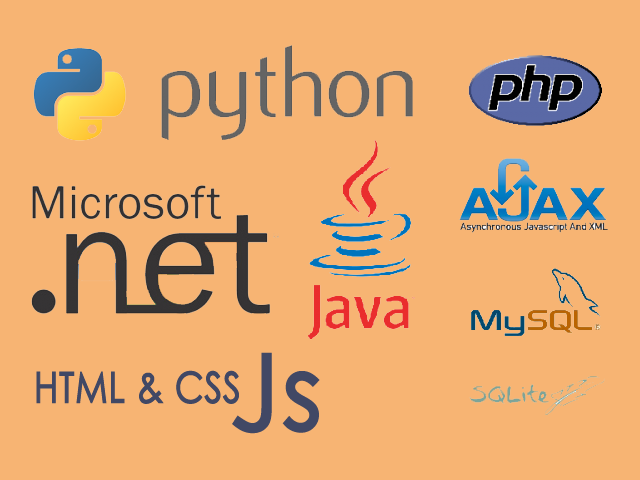 python
php
Microsoft
.net
Java
AJAX
Asynchronous Javascript And XML
MySQL
HTML & CSS
Js
SQLite